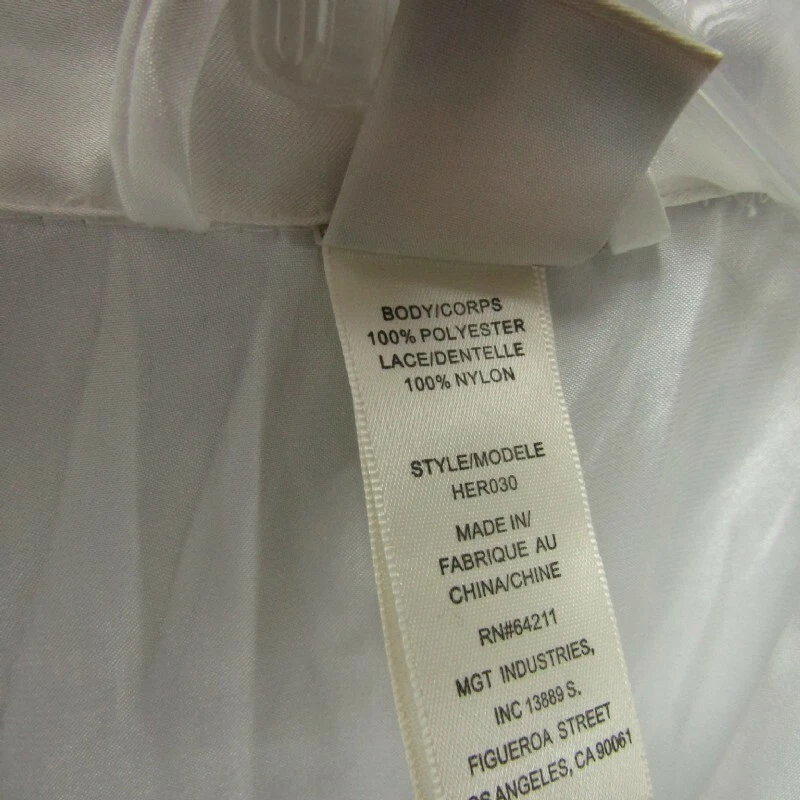 BODY/CORPS
100% POLYESTER
LACE/DENTELLE
100% NYLON
STYLE/MODELE
HER030
MADE IN/
FABRIQUE AU
CHINA/CHINE
RN#64211
MGT INDUSTRIES,
INC 13889 S.
FIGUEROA STREET
OS ANGELES, CA 90061